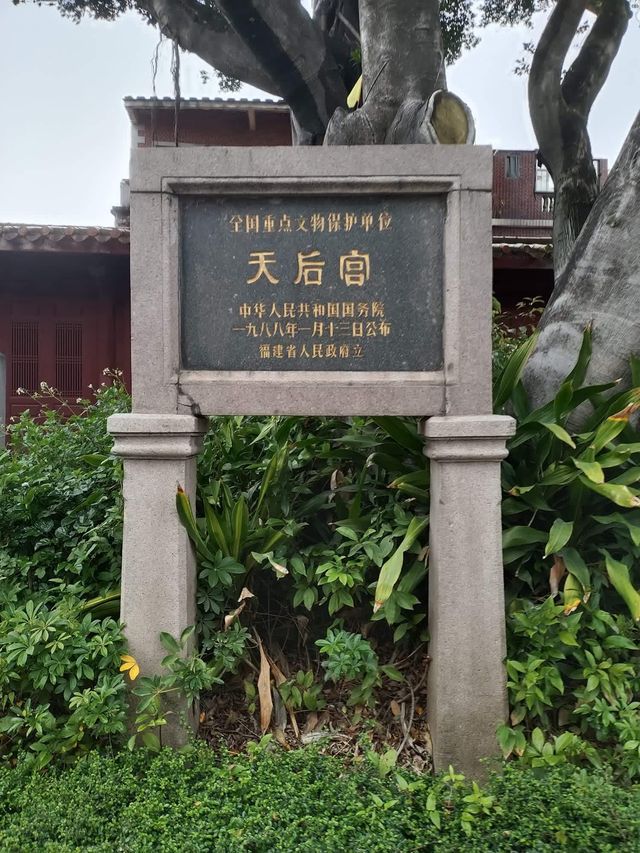 全国重点文物保护单位
天后宫
中华人民共和国国务院
一九八八年一月十三日公布
福建省人民政府立